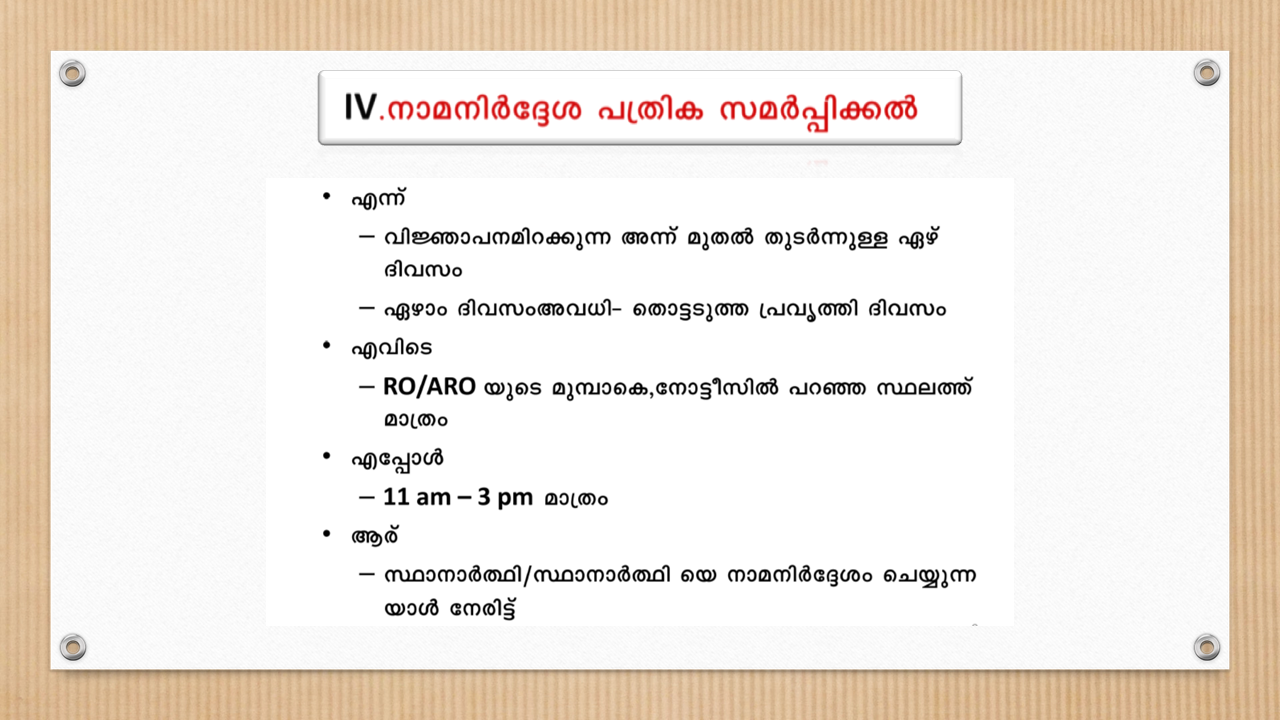 IV.നാമനിർദ്ദേശ പത്രിക സമർപ്പിക്കൽ
• എന്ന്
– വിജ്ഞാപനമിറക്കുന്ന അന്ന് മുതൽ തുടർന്നുള്ള ഏഴ്
ദിവസം
– ഏഴാം ദിവസംഅവധി– തൊട്ടടുത്ത പ്രവൃത്തി ദിവസം
• എവിടെ
– RO/ARO യുടെ മുമ്പാകെ,നോട്ടീസിൽ പറഞ്ഞ സ്ഥലത്ത്
മാത്രം
• എപ്പോൾ
– 11 am – 3 pm മാത്രം
• ആര്
– സ്ഥാനാർത്ഥി/സ്ഥാനാർത്ഥി യെ നാമനിർദ്ദേശം ചെയ്യുന്ന
യാൾ നേരിട്ട്